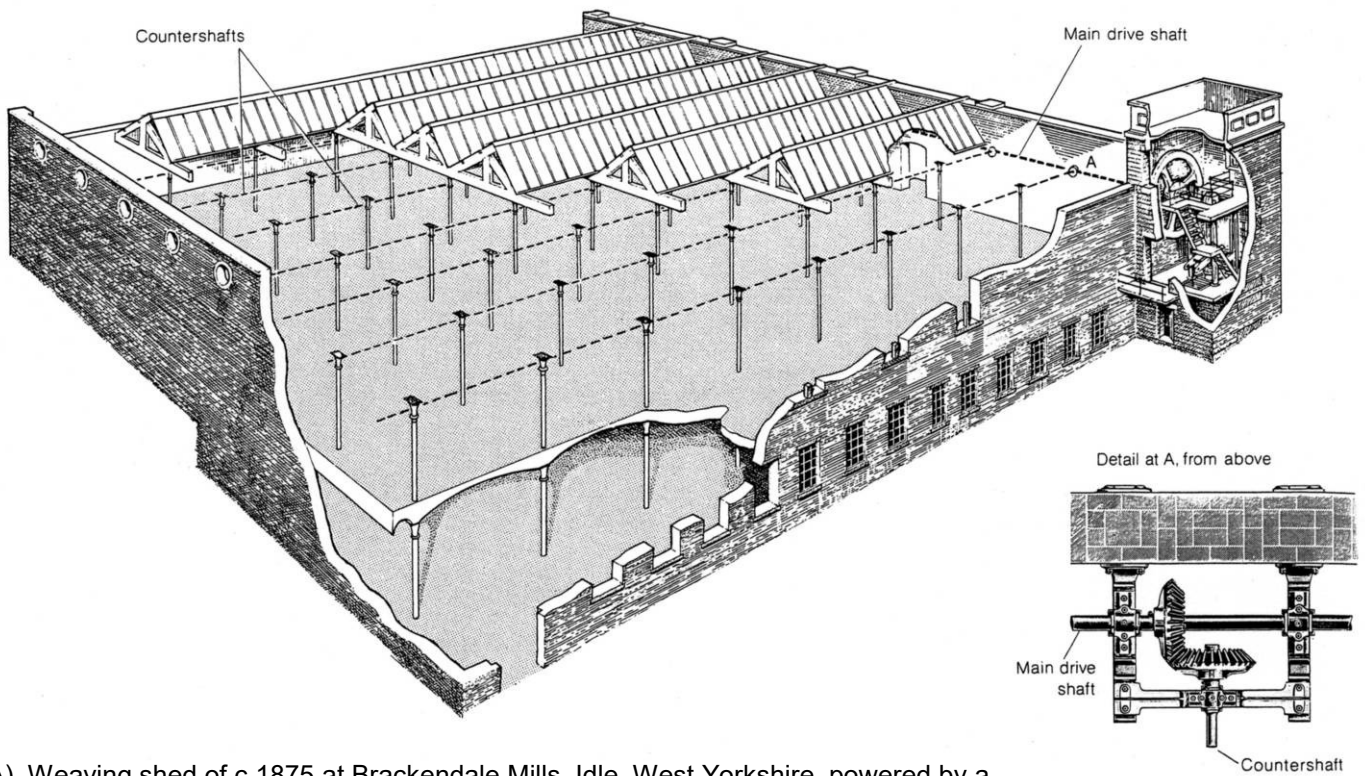 Countershafts
Main drive shaft
A
Detail at A, from above
Main drive
shaft
Countershaft
A) Weaving shed of c.1875 at Brackendale Mills, Idle, West Yorkshire, powered by a